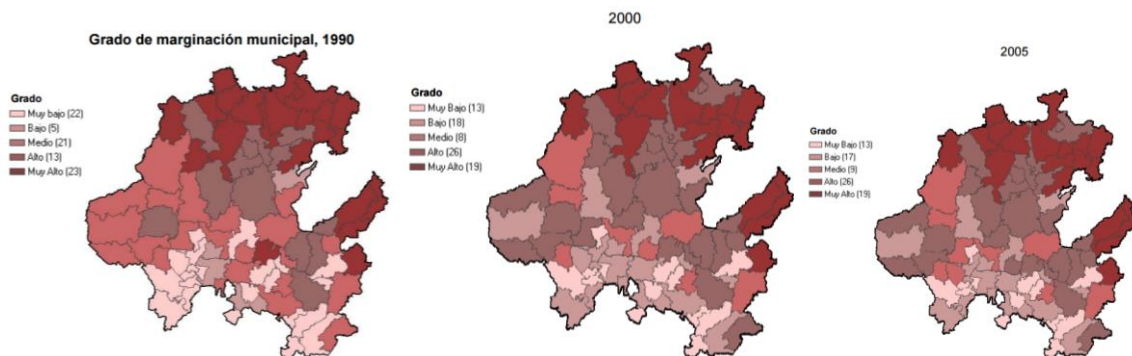 Grado de marginación municipal, 1990
Grado
Muy bajo (22)
Bajo (5)
Medio (21)
Alto (13)
Muy Alto (23)
2000
Grado
Muy Bajo (13)
Bajo (18)
Medio (8)
Alto (26)
Muy Alto (19)
2005
Grado
Muy Bajo (13)
Bajo (17)
Medio (9)
Alto (26)
Muy Alto (19)